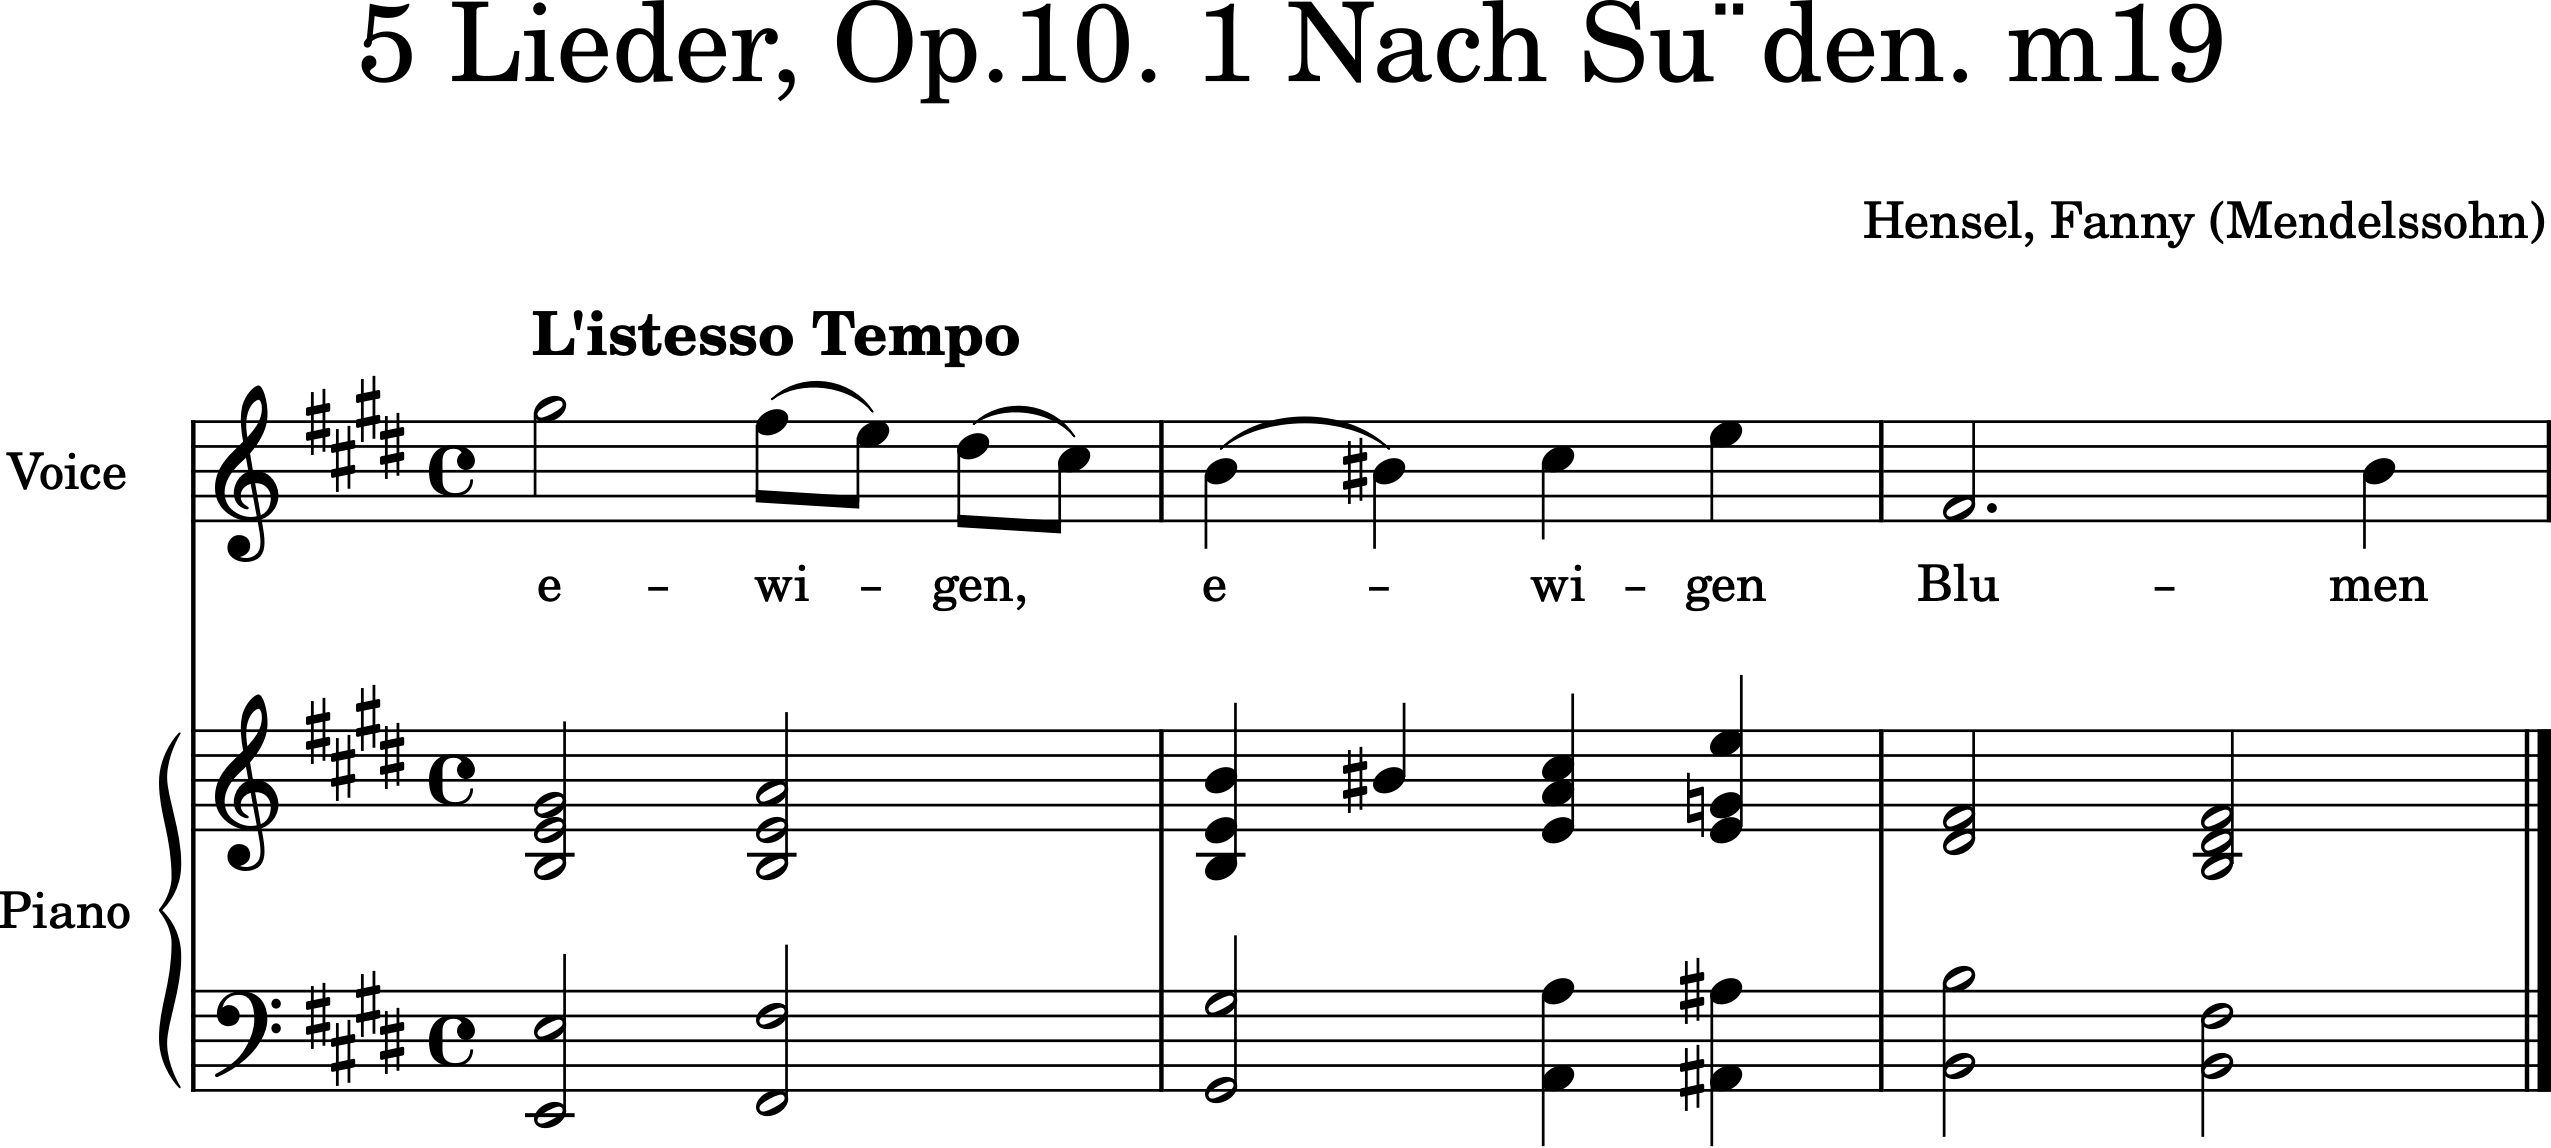 5 Lieder, Op.10. 1 Nach Su¨den. m19
Hensel, Fanny (Mendelssohn)
L'istesso Tempo
Voice
e – wi – gen, e – wi – gen Blu – men
Piano